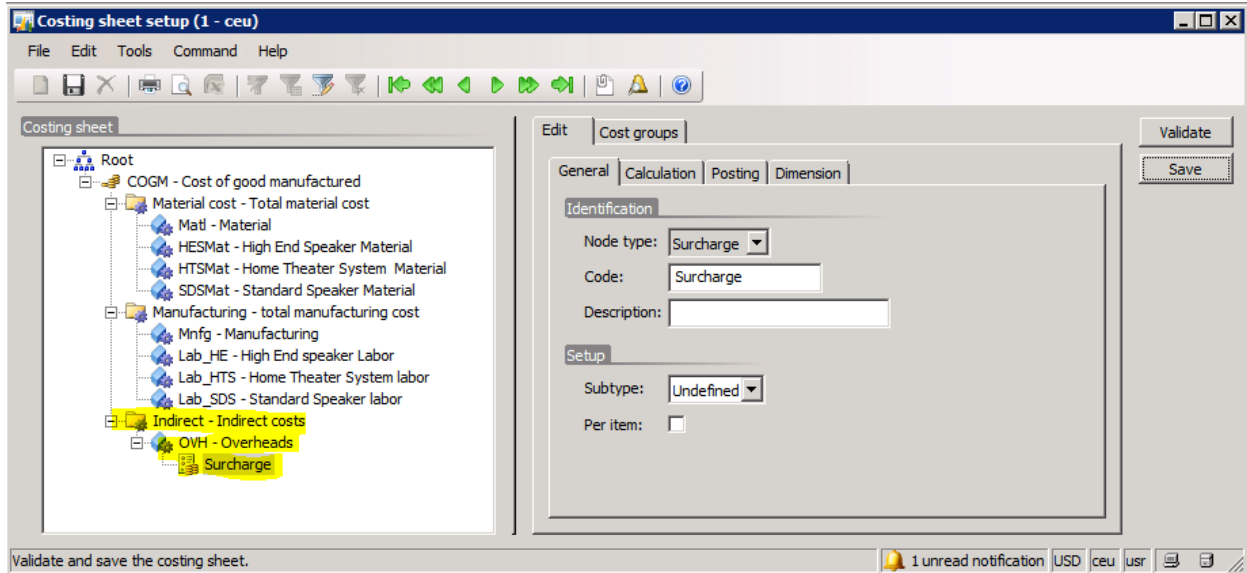 Costing sheet setup (1 - ceu)
File Edit Tools Command Help
Costing sheet
Root
COGM - Cost of good manufactured
Material cost - Total material cost
Matl - Material
HESMat - High End Speaker Material
HTSMat - Home Theater System  Material
SDSMat - Standard Speaker Material
Manufacturing - total manufacturing cost
Mnfg - Manufacturing
Lab_HE - High End speaker Labor
Lab_HTS - Home Theater System labor
Lab_SDS - Standard Speaker labor
Indirect - Indirect costs
OVH - Overheads
Surcharge
Edit Cost groups
General Calculation Posting Dimension
Identification
Node type: Surcharge
Code: Surcharge
Description:
Setup
Subtype: Undefined
Per item:
Validate
Save
Validate and save the costing sheet.
1 unread notification USD ceu usr